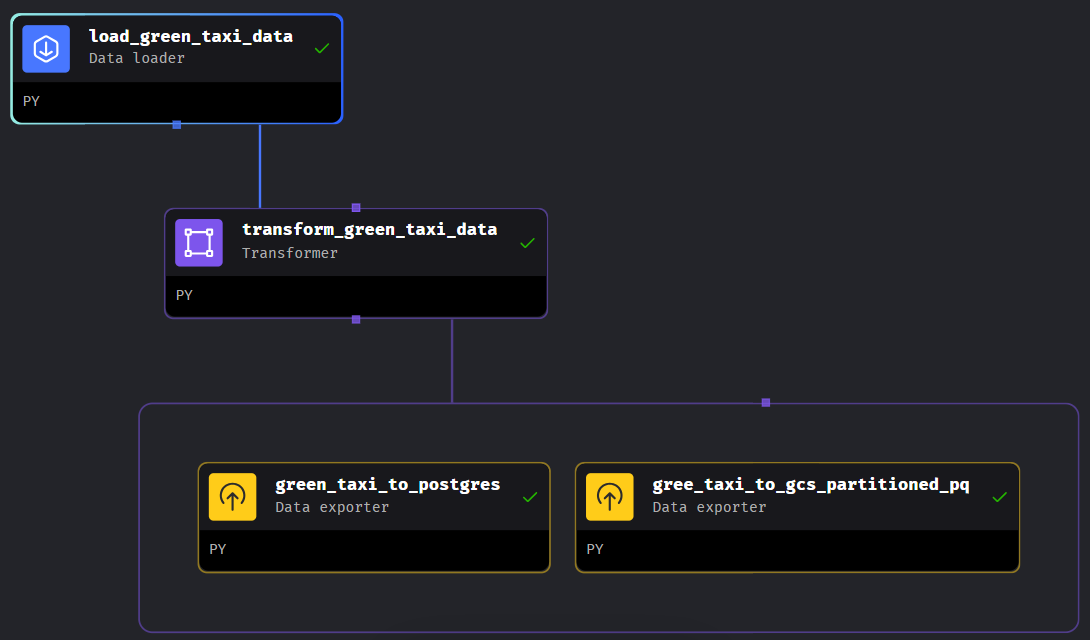 load_green_taxi_data
Data loader
PY
transform_green_taxi_data
Transformer
PY
green_taxi_to_postgres
Data exporter
PY
gree_taxi_to_gcs_partitioned_pq
Data exporter
PY